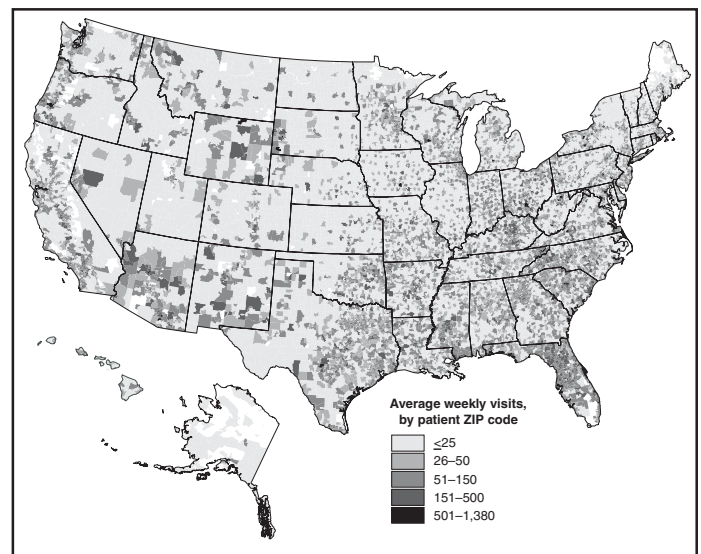 Average weekly visits,
by patient ZIP code
≤25
26–50
51–150
151–500
501–1,380